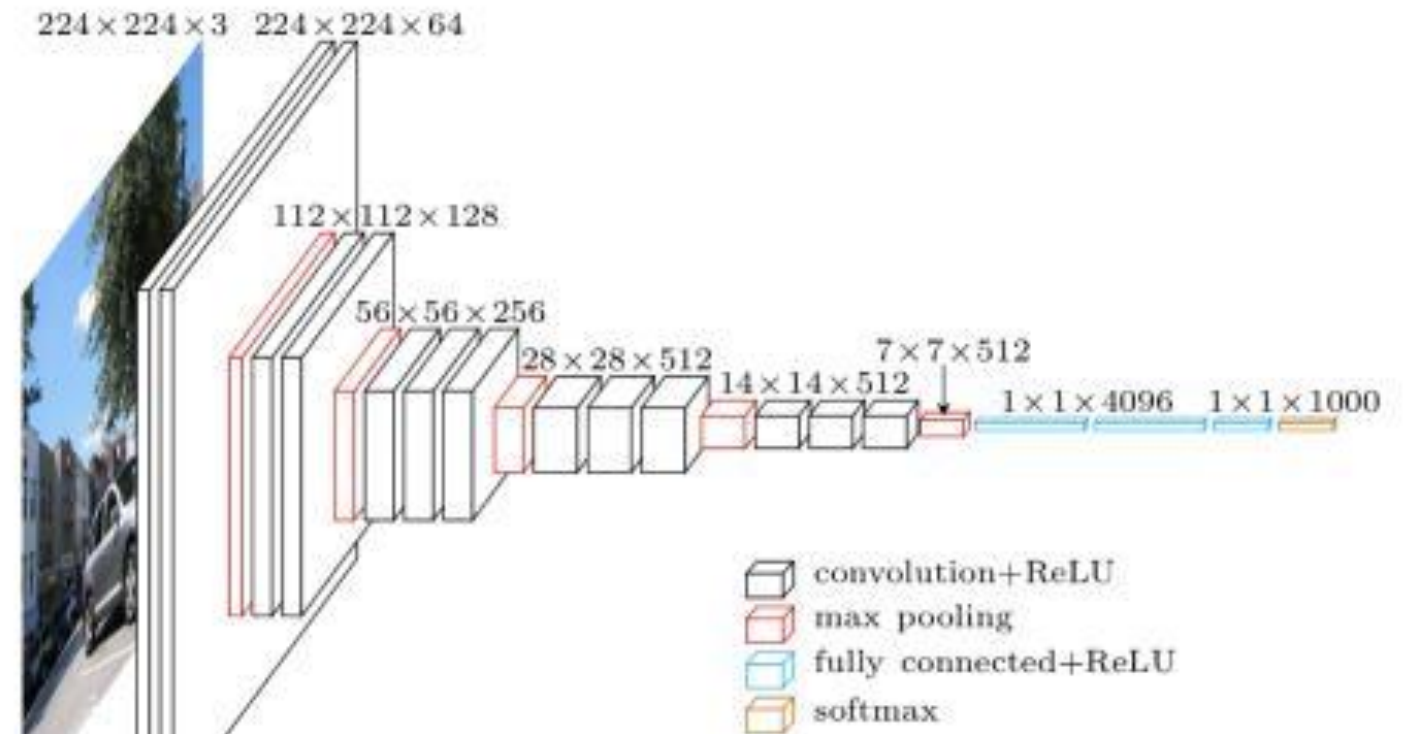 224×224×3
224×224×64
112×112×128
56×56×256
28×28×512
14×14×512
7×7×512
1×1×4096
1×1×1000
convolution+ReLU
max pooling
fully connected+ReLU
softmax